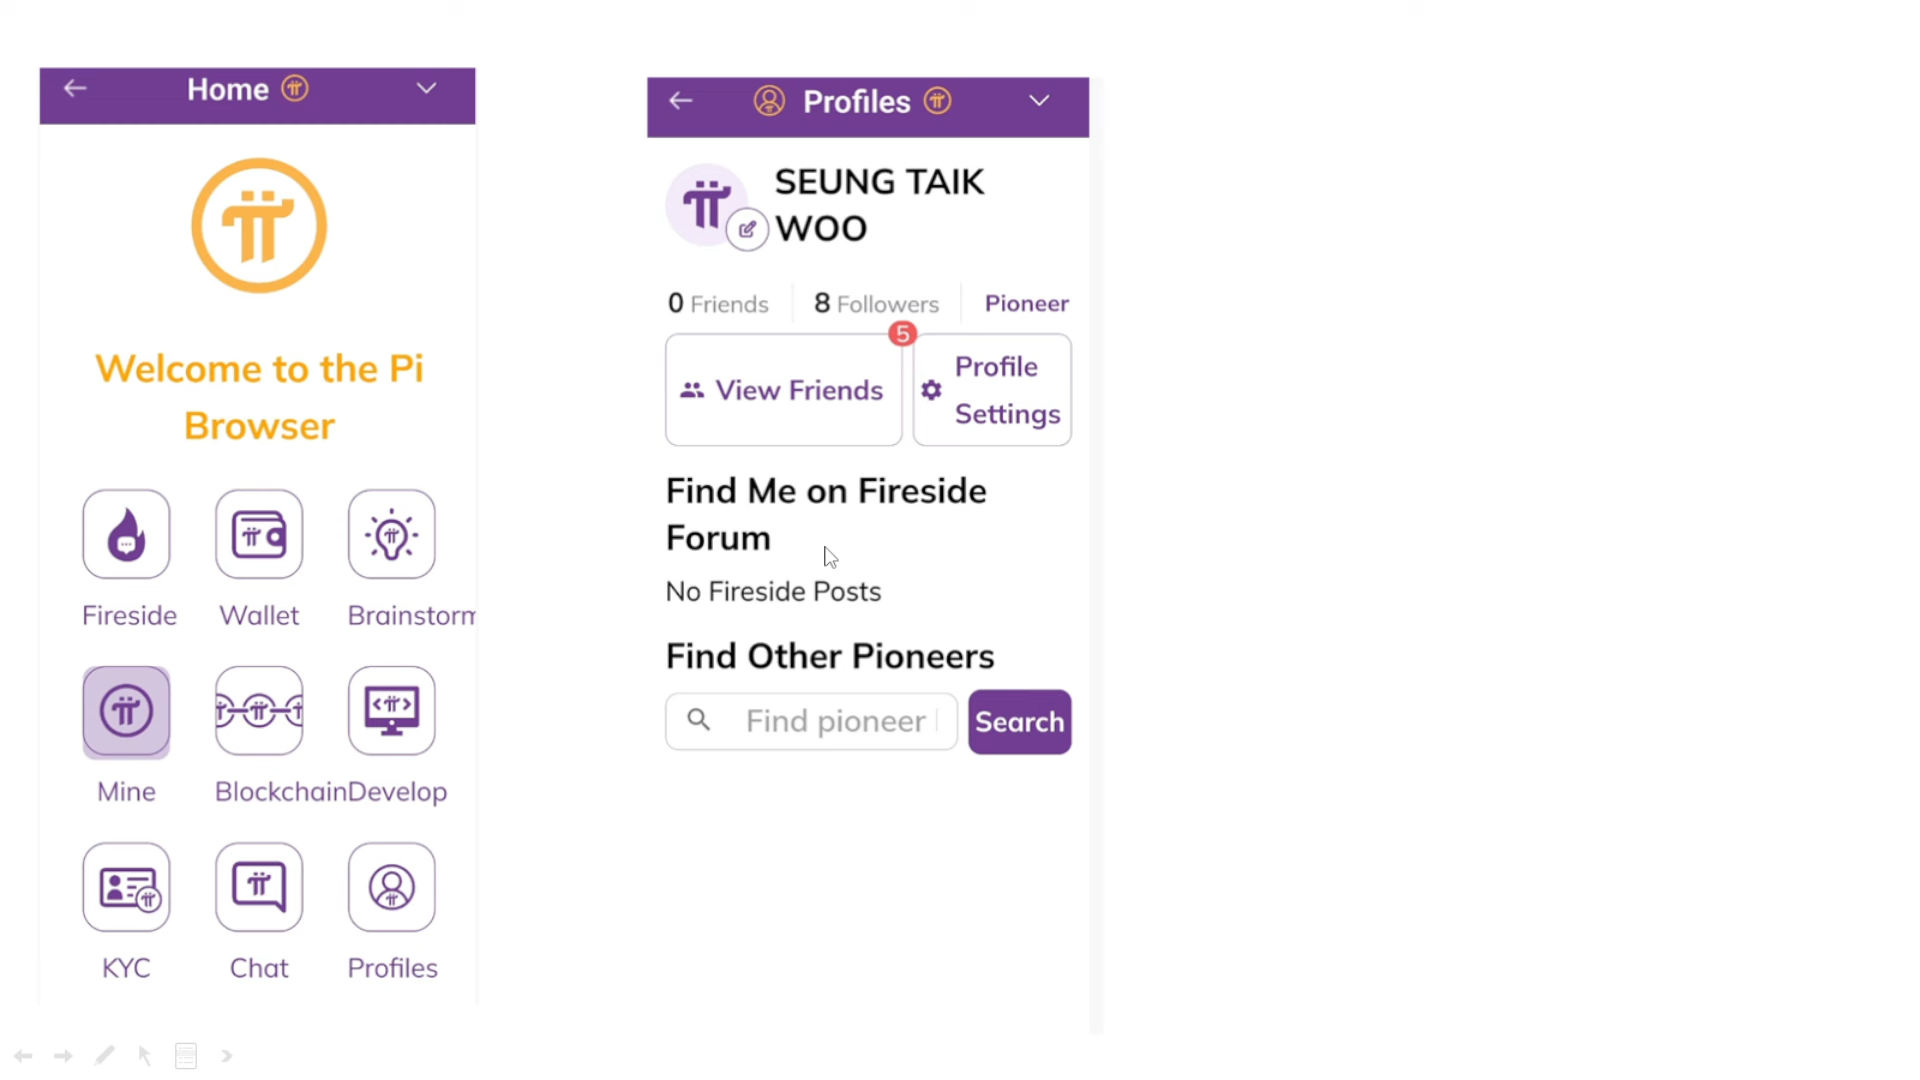 Home
Welcome to the Pi
Browser
Fireside
Wallet
Brainstorm
Mine
Blockchain
Develop
KYC
Chat
Profiles
Profiles
SEUNG TAIK
WOO
0 Friends
8 Followers
Pioneer
5
View Friends
Profile
Settings
Find Me on Fireside
Forum
No Fireside Posts
Find Other Pioneers
Find pioneer
Search